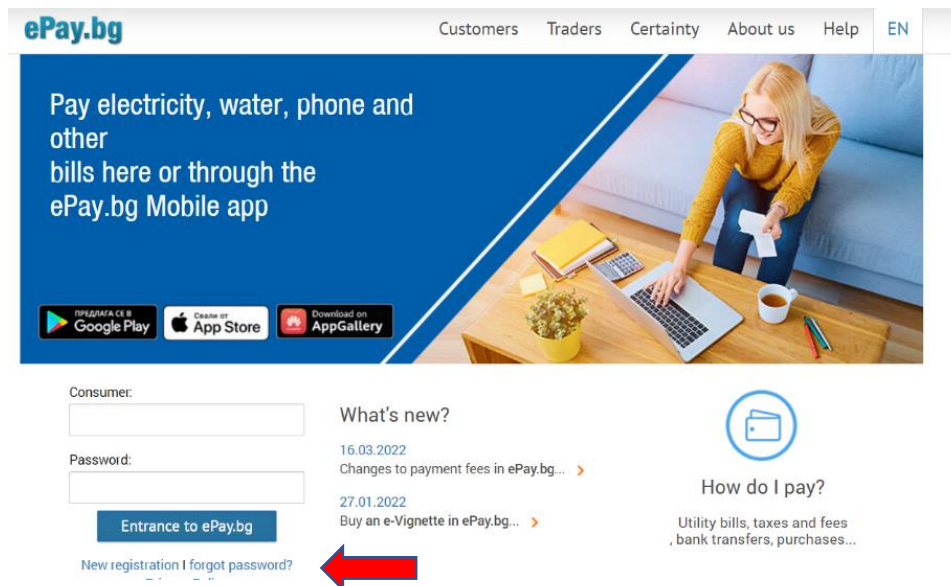 ePay.bg
Customers Traders Certainty About us Help EN
Pay electricity, water, phone and
other
bills here or through the
ePay.bg Mobile app
ПРЕДЛАГА СЕ В
Google Play
Свали от
App Store
Download on
AppGallery
Consumer:
Password:
Entrance to ePay.bg
New registration I forgot password?
What's new?
16.03.2022
Changes to payment fees in ePay.bg...
27.01.2022
Buy an e-Vignette in ePay.bg...
How do I pay?
Utility bills, taxes and fees
, bank transfers, purchases...